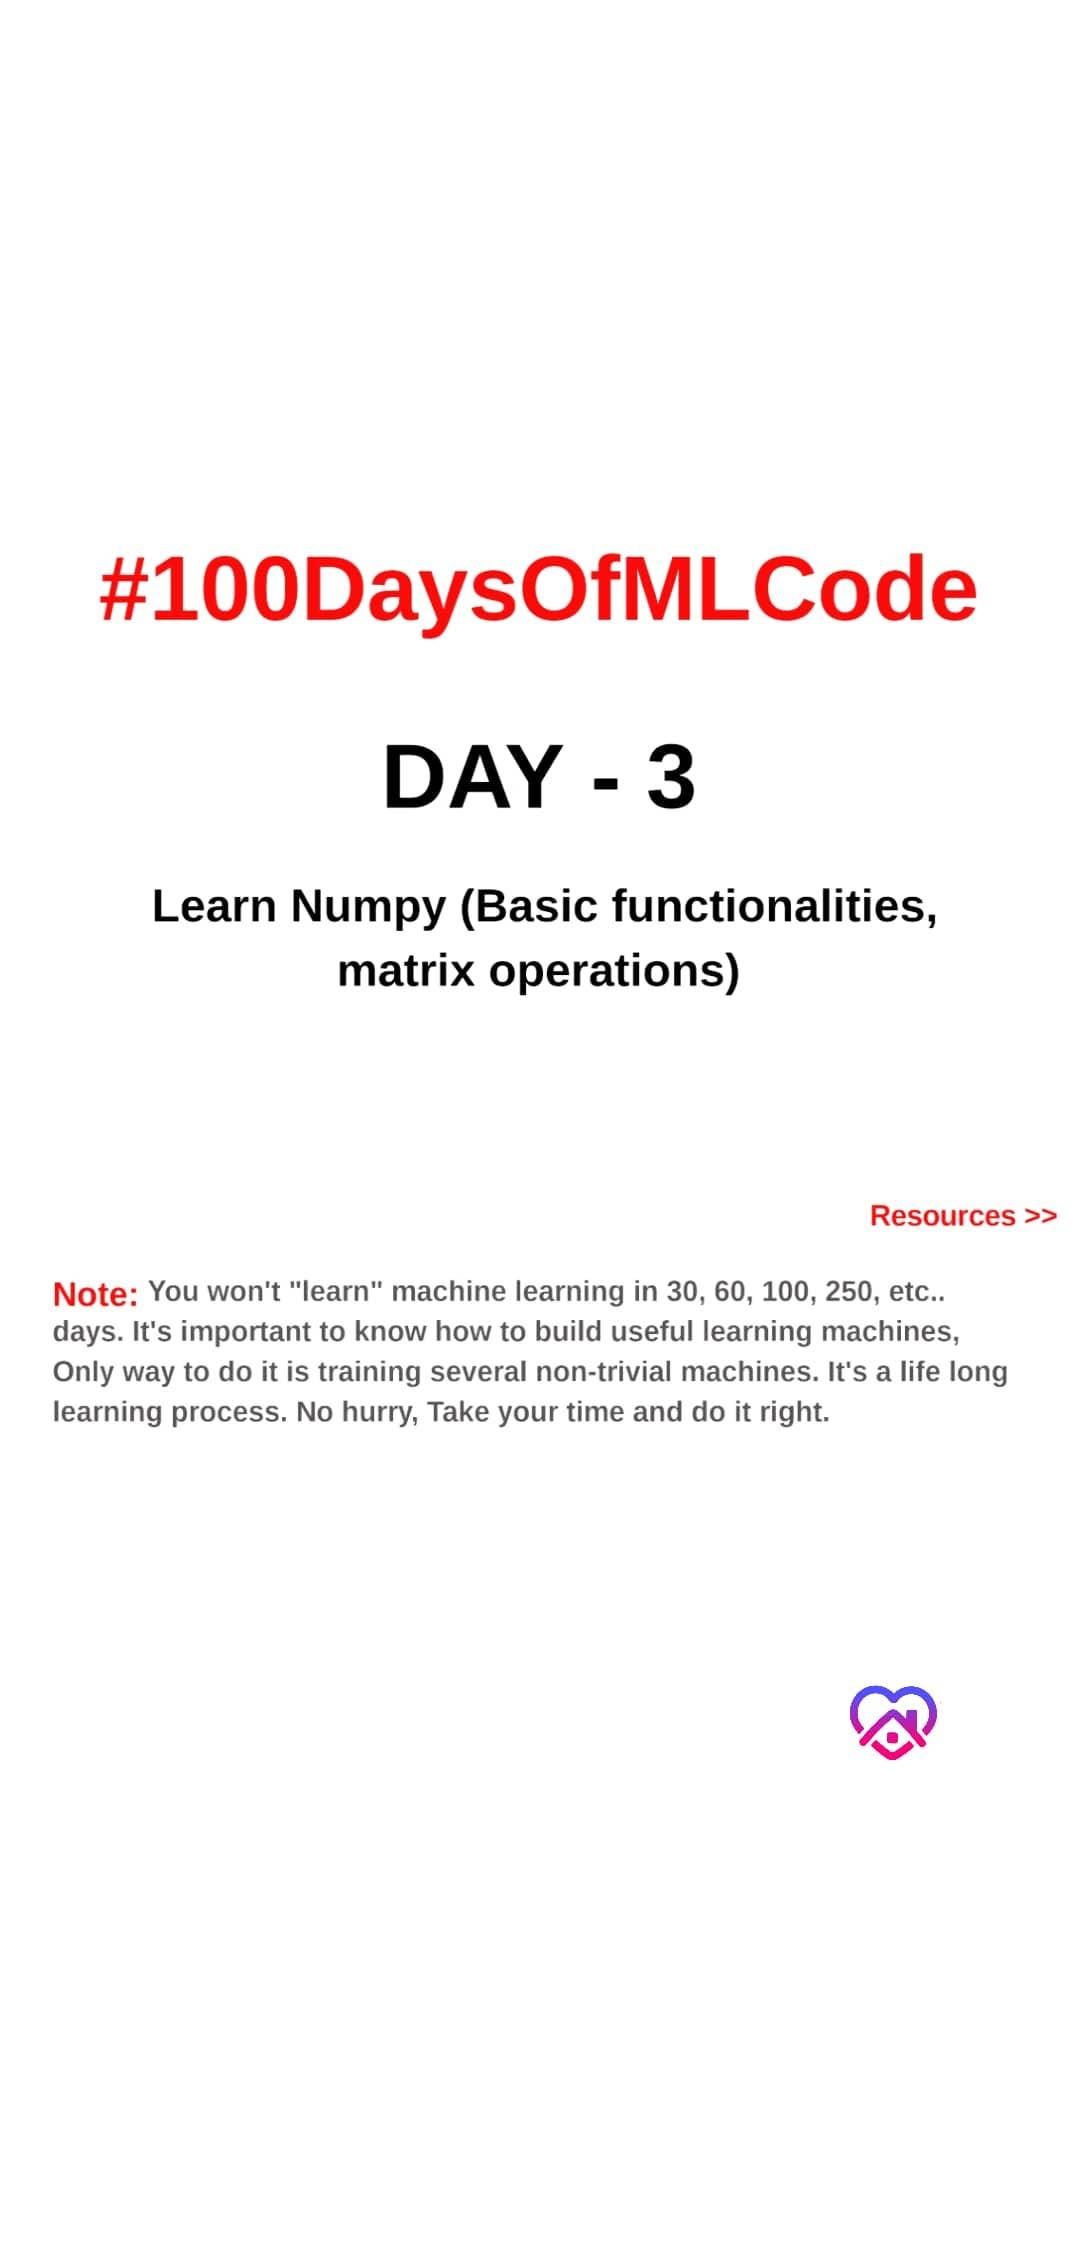 #100DaysOfMLCode
DAY - 3
Learn Numpy (Basic functionalities,
matrix operations)
Resources >>
Note: You won't "learn" machine learning in 30, 60, 100, 250, etc..
days. It's important to know how to build useful learning machines,
Only way to do it is training several non-trivial machines. It's a life long
learning process. No hurry, Take your time and do it right.